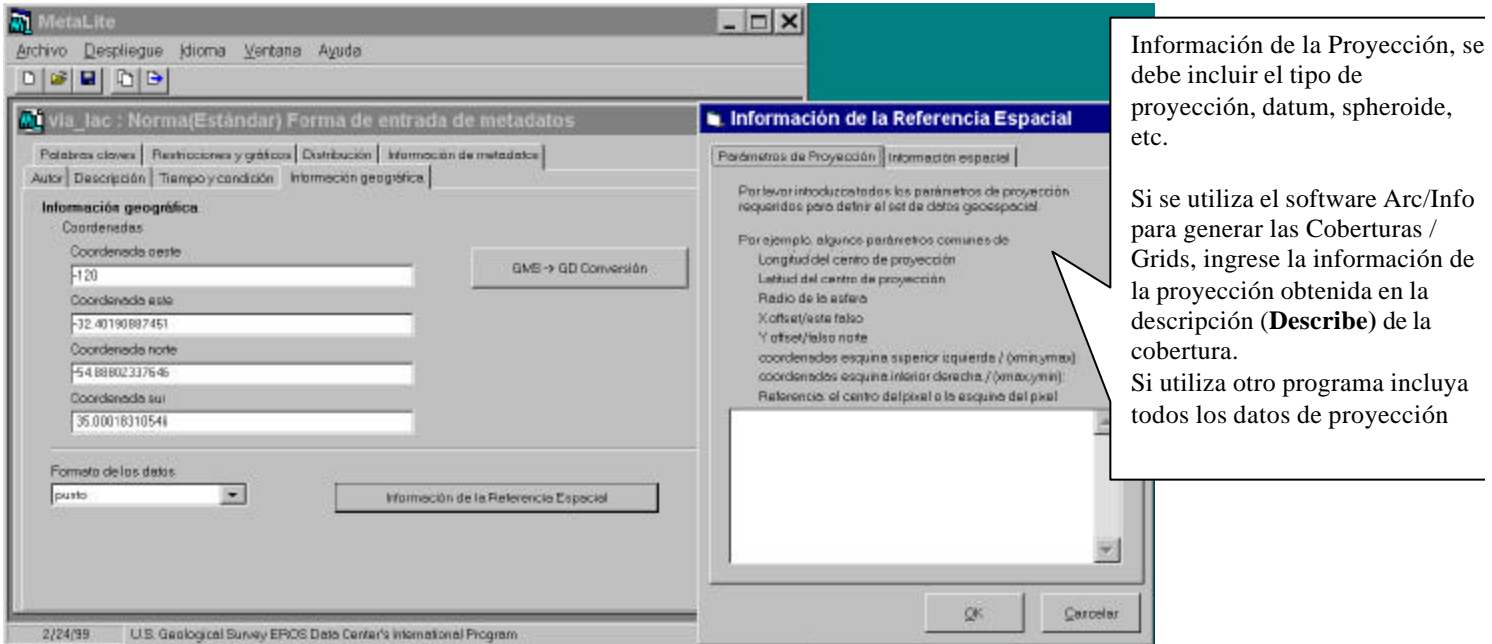 MetaLite
Archivo Despliegue Idioma Ventana Ayuda
via_lac : Norma(Estándar) Forma de entrada de metadatos
Palabras claves Restricciones y gráficos Distribución Información de metadatos
Autor Descripción Tiempo y condición Información geográfica
Información geográfica
Coordenadas
Coordenada oeste
-120
GMS -> GD Conversión
Coordenada este
-32.40190887451
Coordenada norte
-54.88802337646
Coordenada sur
35.00018310546
Formato de los datos
punto
Información de la Referencia Espacial
2/24/99 U.S. Geological Survey EROS Data Center's International Program
Información de la Referencia Espacial
Parámetros de Proyección Información espacial
Por favor introduzca todos los parámetros de proyección
requeridos para definir el set de datos geoespacial.
Por ejemplo, algunos parámetros comunes de
Longitud del centro de proyección
Latitud del centro de proyección
Radio de la esfera
X offset/este falso
Y offset/falso norte
coordenadas esquina superior izquierda / (xmin,ymax):
coordenadas esquina inferior derecha / (xmax,ymin):
Referencia: el centro del pixel o la esquina del pixel
OK Cancelar
Información de la Proyección, se
debe incluir el tipo de
proyección, datum, spheroide,
etc.
Si se utiliza el software Arc/Info
para generar las Coberturas /
Grids, ingrese la información de
la proyección obtenida en la
descripción (Describe) de la
cobertura.
Si utiliza otro programa incluya
todos los datos de proyección